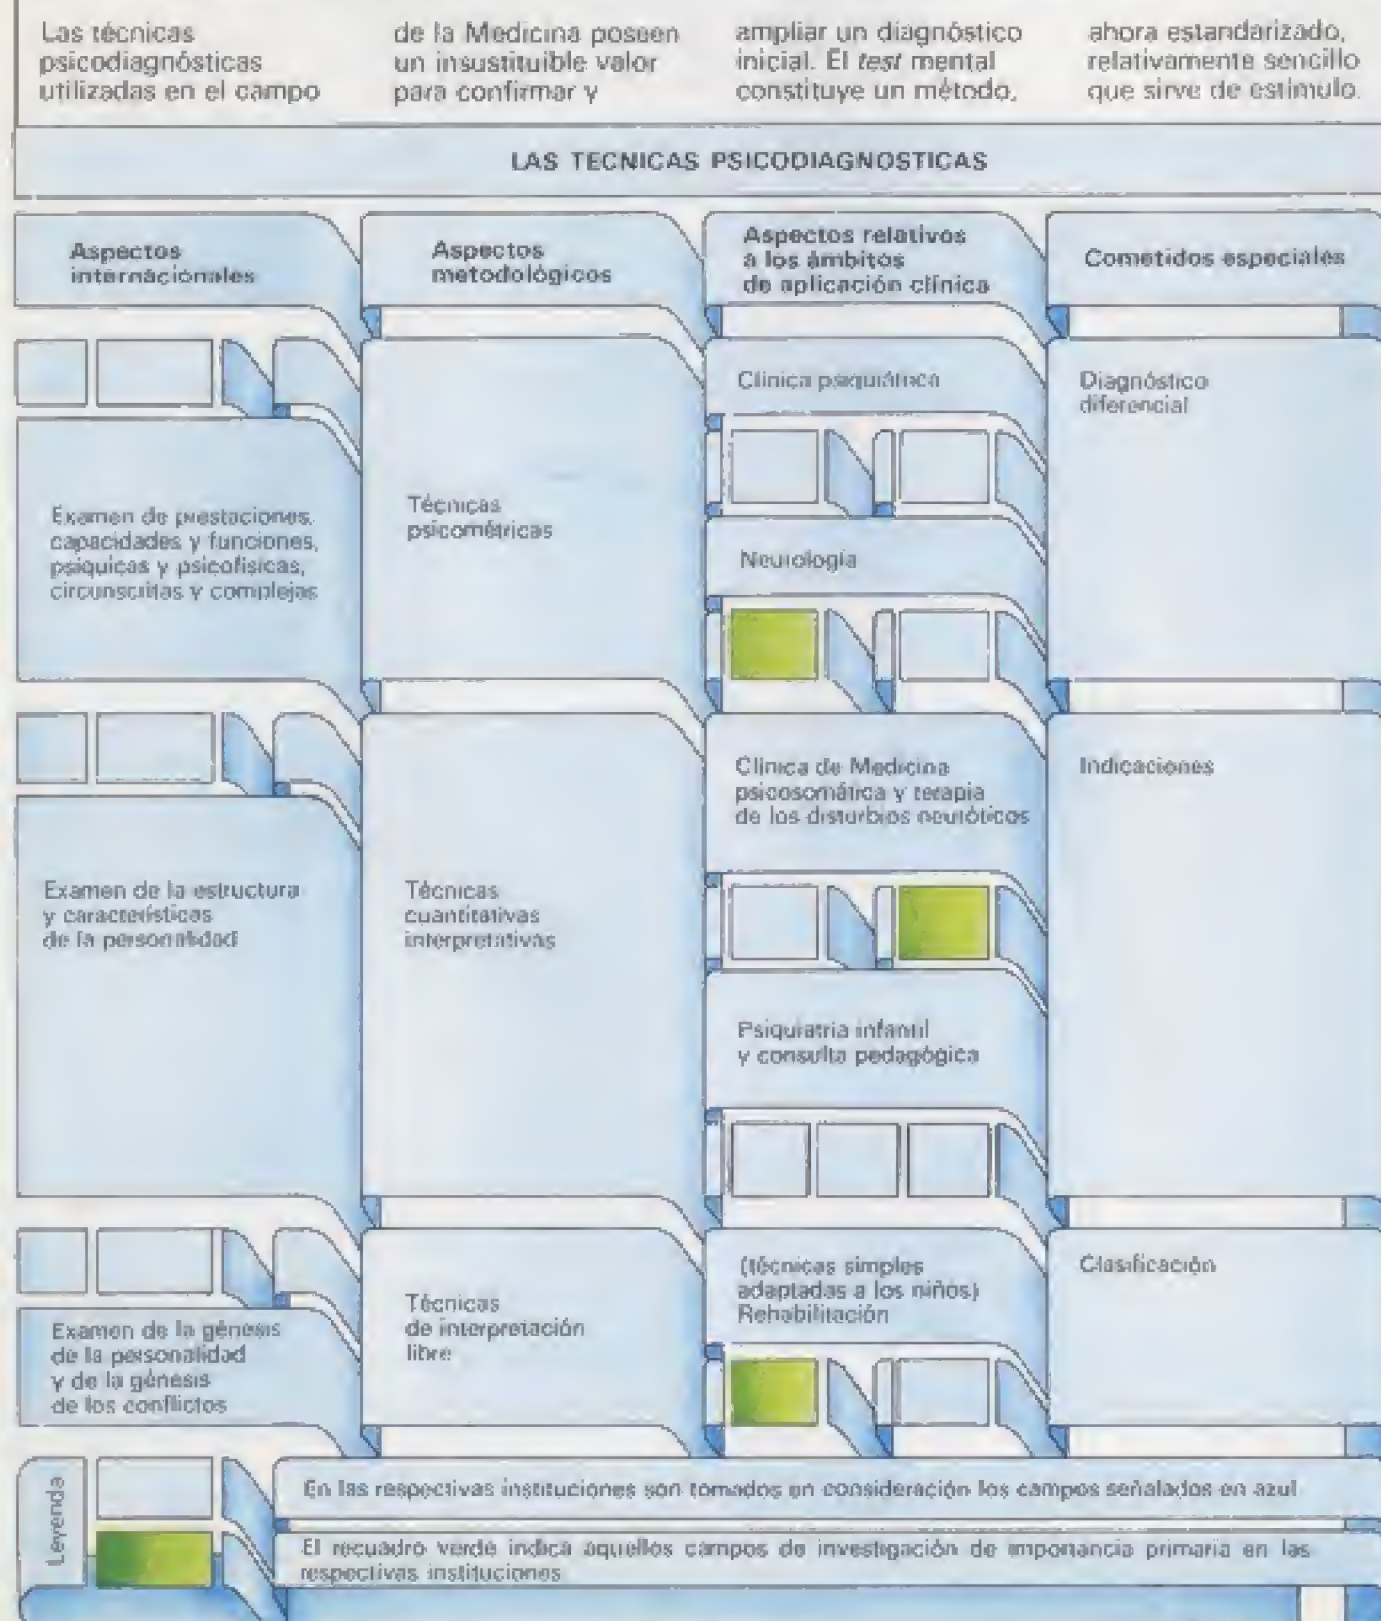 Las técnicas
psicodiagnósticas
utilizadas en el campo
de la Medicina poseen
un insustituible valor
para confirmar y
ampliar un diagnóstico
inicial. El test mental
constituye un método,
ahora estandarizado,
relativamente sencillo
que sirve de estímulo.
LAS TECNICAS PSICODIAGNOSTICAS
Aspectos
internacionales
Aspectos
metodológicos
Aspectos relativos
a los ámbitos
de aplicación clínica
Cometidos especiales
Examen de prestaciones,
capacidades y funciones,
psíquicas y psicofísicas,
circunscritas y complejas
Examen de la estructura
y características
de la personalidad
Examen de la génesis
de la personalidad
y de la génesis
de los conflictos
Técnicas
psicométricas
Técnicas
cuantitativas
interpretativas
Técnicas
de interpretación
libre
Clínica psiquiátrica
Neurología
Clínica de Medicina
psicosomática y terapia
de los disturbios neuróticos
Psiquiatría infantil
y consulta pedagógica
(técnicas simples
adaptadas a los niños)
Rehabilitación
Diagnóstico
diferencial
Indicaciones
Clasificación
Leyenda
En las respectivas instituciones son tomados en consideración los campos señalados en azul
El recuadro verde indica aquellos campos de investigación de importancia primaria en las
respectivas instituciones